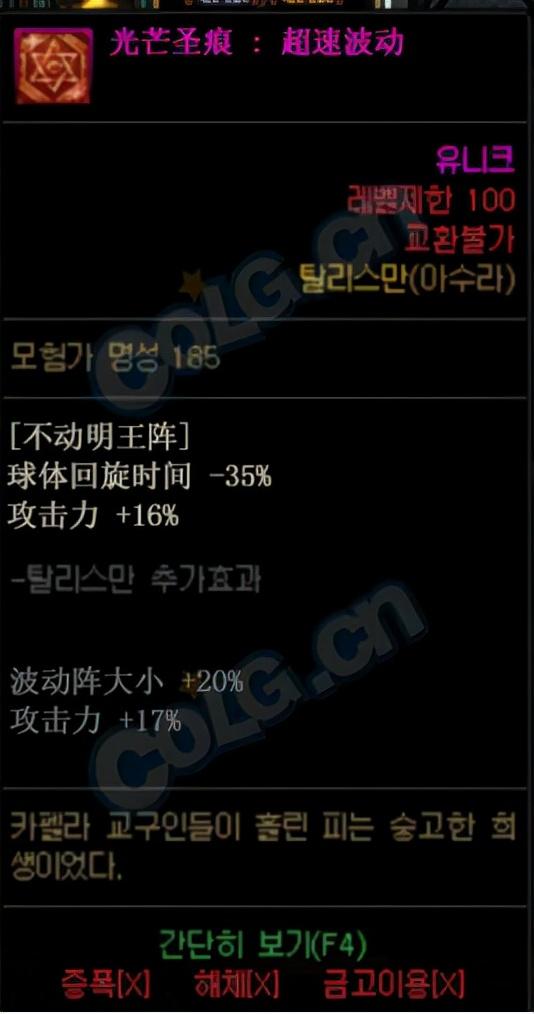 光芒圣痕 : 超速波动
유니크
레벨제한 100
교환불가
탈리스만(아수라)
모험가 명성 185
[不动明王阵]
球体回旋时间 -35%
攻击力 +16%
-탈리스만 추가효과
波动阵大小 +20%
攻击力 +17%
카펠라 교구인들이 흘린 피는 숭고한 희
생이었다.
간단히 보기(F4)
증폭[X] 해체[X] 금고이용[X]
COLG.cn
COLG.cn